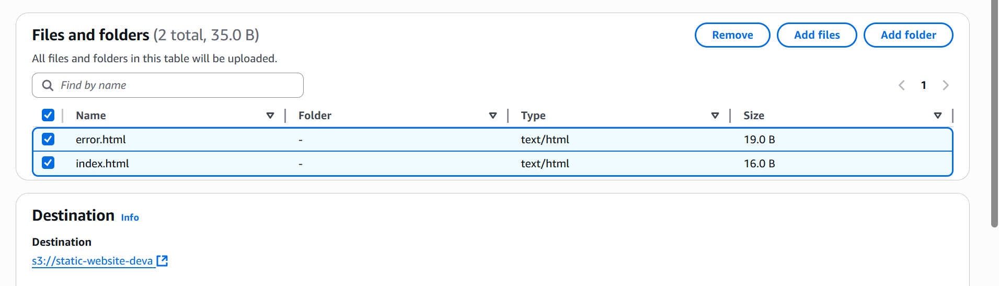 Files and folders (2 total, 35.0 B)
Remove
Add files
Add folder
All files and folders in this table will be uploaded.
Find by name
1
Name Folder Type Size
error.html - text/html 19.0 B
index.html - text/html 16.0 B
Destination Info
Destination
s3://static-website-deva